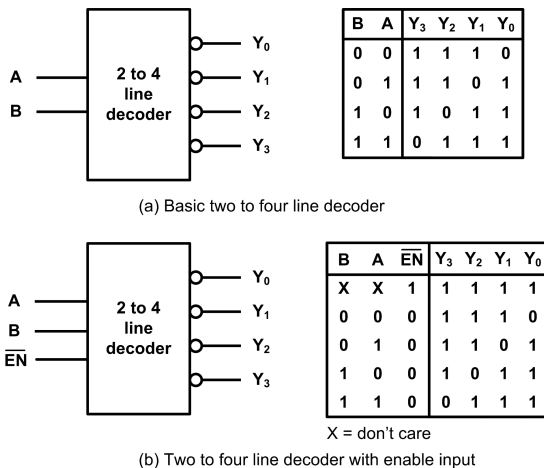 A
B
2 to 4
line
decoder
Y0
Y1
Y2
Y3
B A Y3 Y2 Y1 Y0
0 0 1 1 1 0
0 1 1 1 0 1
1 0 1 0 1 1
1 1 0 1 1 1
(a) Basic two to four line decoder
A
B
E̅N̅
2 to 4
line
decoder
Y0
Y1
Y2
Y3
B A E̅N̅ Y3 Y2 Y1 Y0
X X 1 1 1 1 1
0 0 0 1 1 1 0
0 1 0 1 1 0 1
1 0 0 1 0 1 1
1 1 0 0 1 1 1
X = don't care
(b) Two to four line decoder with enable input